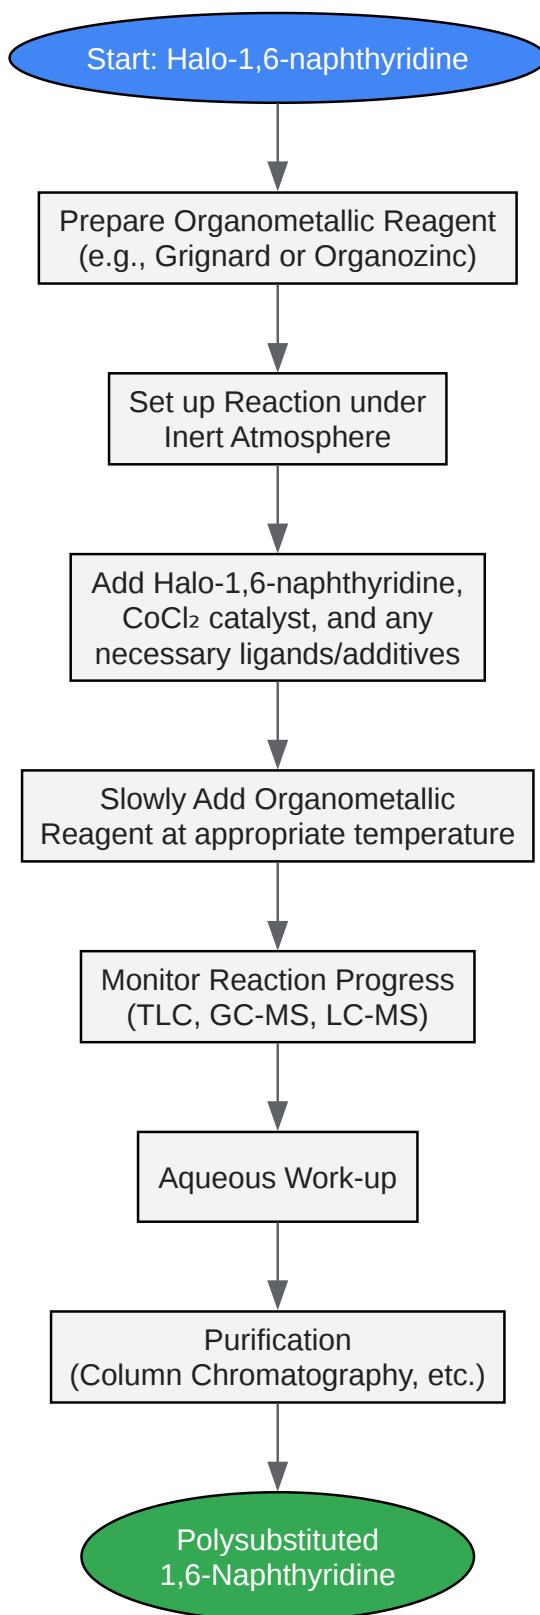 Start: Halo-1,6-naphthyridine
Prepare Organometallic Reagent
(e.g., Grignard or Organozinc)
Set up Reaction under
Inert Atmosphere
Add Halo-1,6-naphthyridine,
CoCl₂ catalyst, and any
necessary ligands/additives
Slowly Add Organometallic
Reagent at appropriate temperature
Monitor Reaction Progress
(TLC, GC-MS, LC-MS)
Aqueous Work-up
Purification
(Column Chromatography, etc.)
Polysubstituted
1,6-Naphthyridine